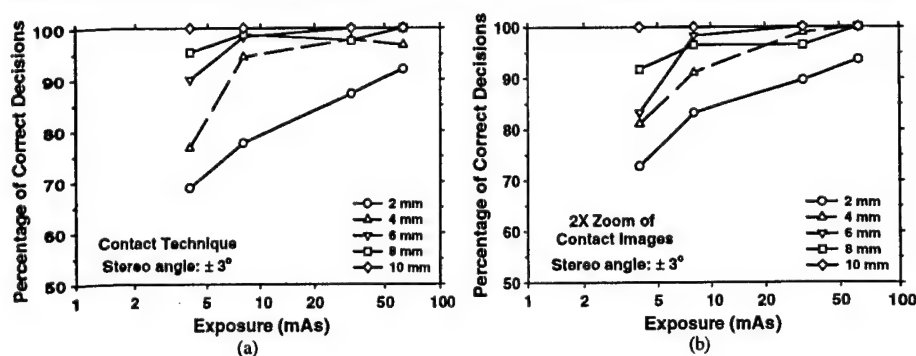 Percentage of Correct Decisions
100
90
80
70
60
50
1
2
5
10
20
50
100
Exposure (mAs)
Contact Technique
Stereo angle: ± 3°
2 mm
4 mm
6 mm
8 mm
10 mm
(a)
Percentage of Correct Decisions
100
90
80
70
60
50
1
2
5
10
20
50
100
Exposure (mAs)
2X Zoom of
Contact Images
Stereo angle: ± 3°
2 mm
4 mm
6 mm
8 mm
10 mm
(b)